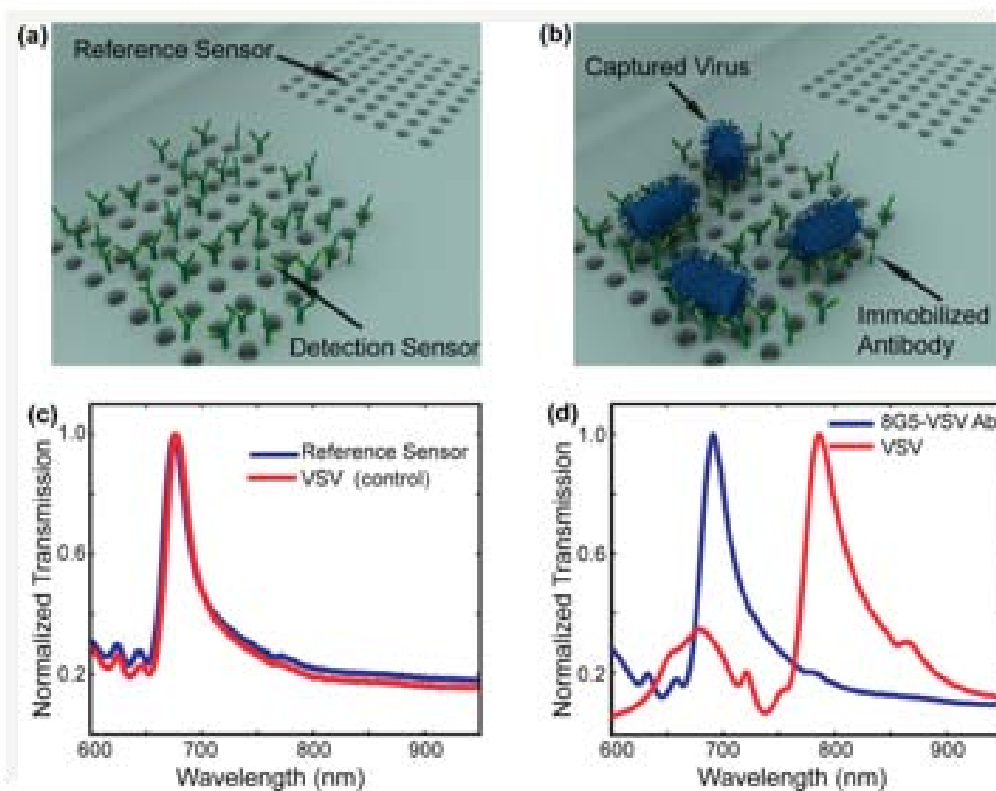 (a)
Reference Sensor
Detection Sensor
(b)
Captured Virus
Immobilized
Antibody
(c)
Normalized Transmission
1.0
0.6
0.2
Reference Sensor
VSV (control)
600 700 800 900
Wavelength (nm)
(d)
Normalized Transmission
1.0
0.6
0.2
8G5-VSV Ab
VSV
600 700 800 900
Wavelength (nm)